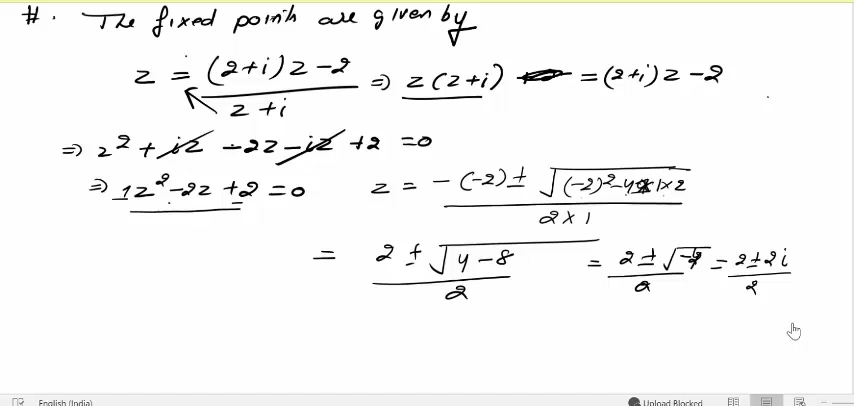 #. The fixed points are given by
z = (2+i)z-2 / z+i => z(z+i) = (2+i)z-2
=> z² + iz - 2z - iz + 2 = 0
=> 1z² - 2z + 2 = 0 z = -(-2) ± √(-2)²-4×1×2 / 2×1
= 2 ± √4-8 / 2 = 2 ± √-4 / 2 = 2 ± 2i / 2
English (India) Upload Blocked